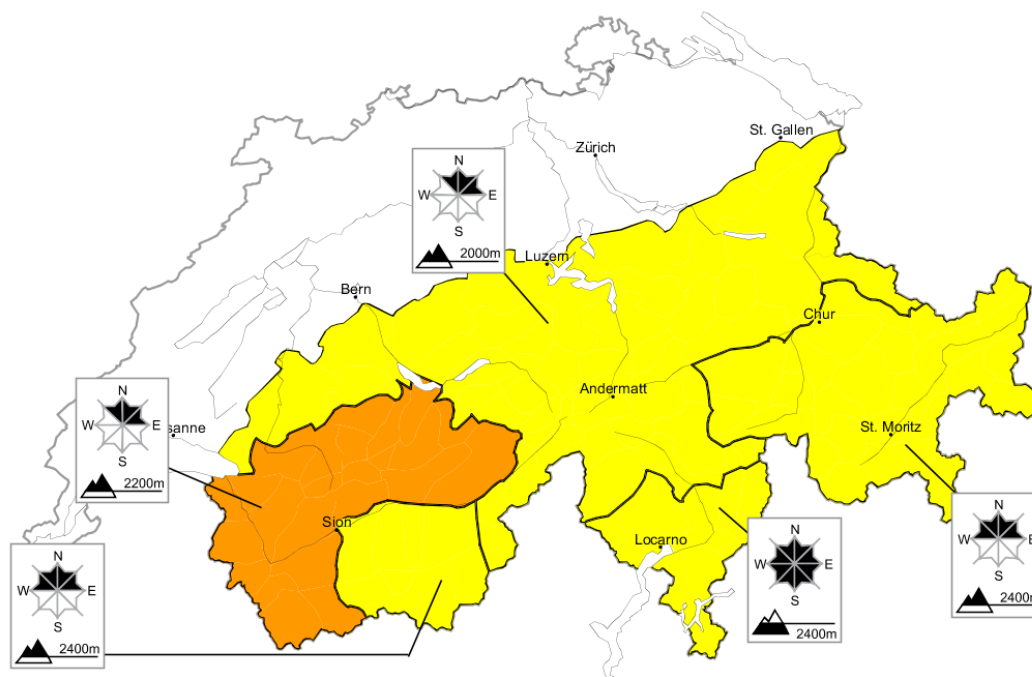 St. Gallen
Zürich
N
W E
S
2000m
Luzern
Bern
Chur
N
W E
S
2200m
sanne
Andermatt
St. Moritz
Sion
Locarno
N
W E
S
2400m
N
W E
S
2400m
N
W E
S
2400m